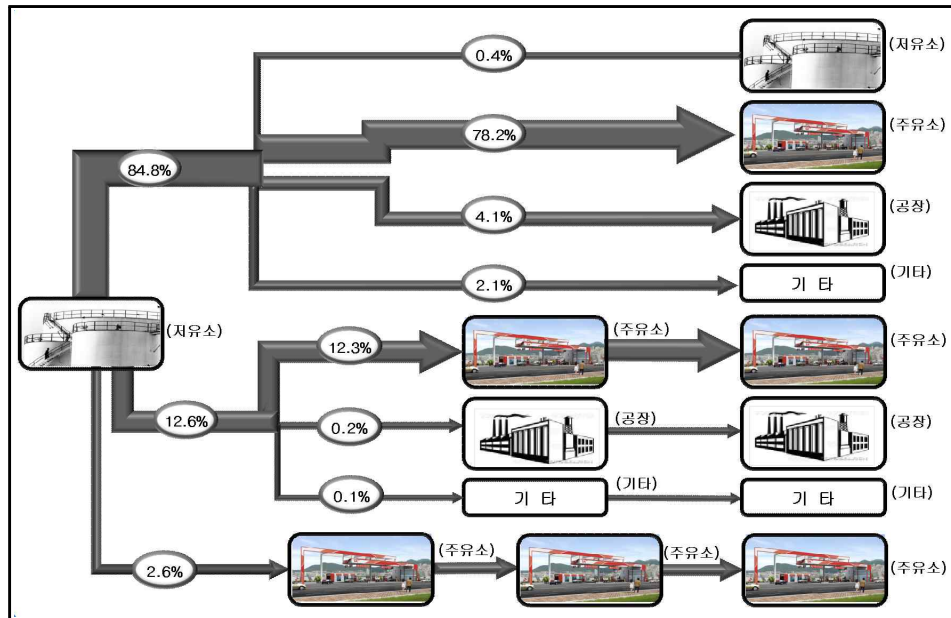 0.4%
(저유소)
78.2%
(주유소)
84.8%
4.1%
(공장)
2.1%
기 타
(기타)
(저유소)
12.3%
(주유소)
(주유소)
12.6%
0.2%
(공장)
(공장)
0.1%
기 타
(기타)
기 타
(기타)
2.6%
(주유소)
(주유소)
(주유소)